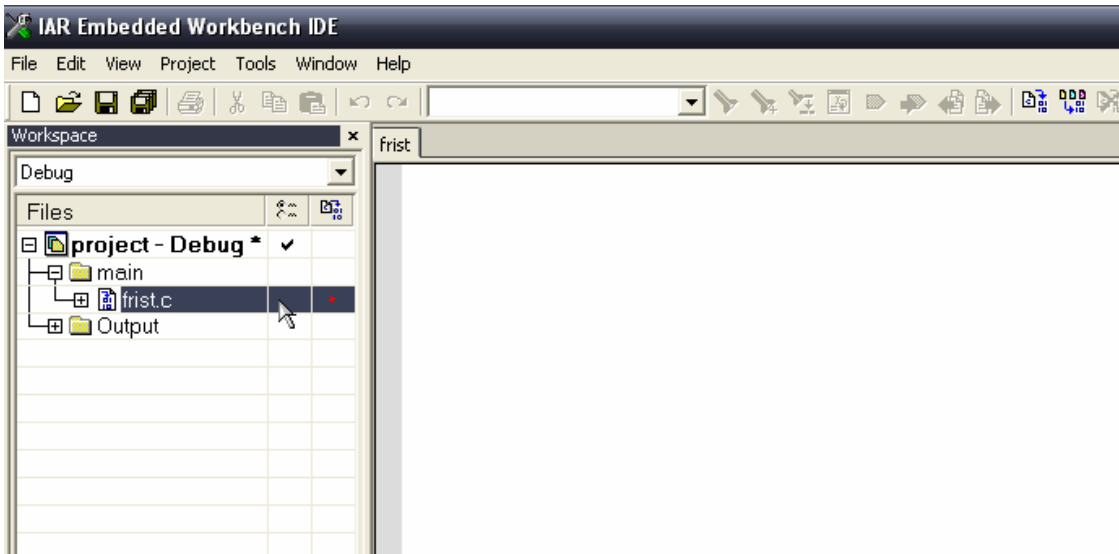 IAR Embedded Workbench IDE
File Edit View Project Tools Window Help
Workspace
frist
Debug
Files
project - Debug *
main
frist.c
Output